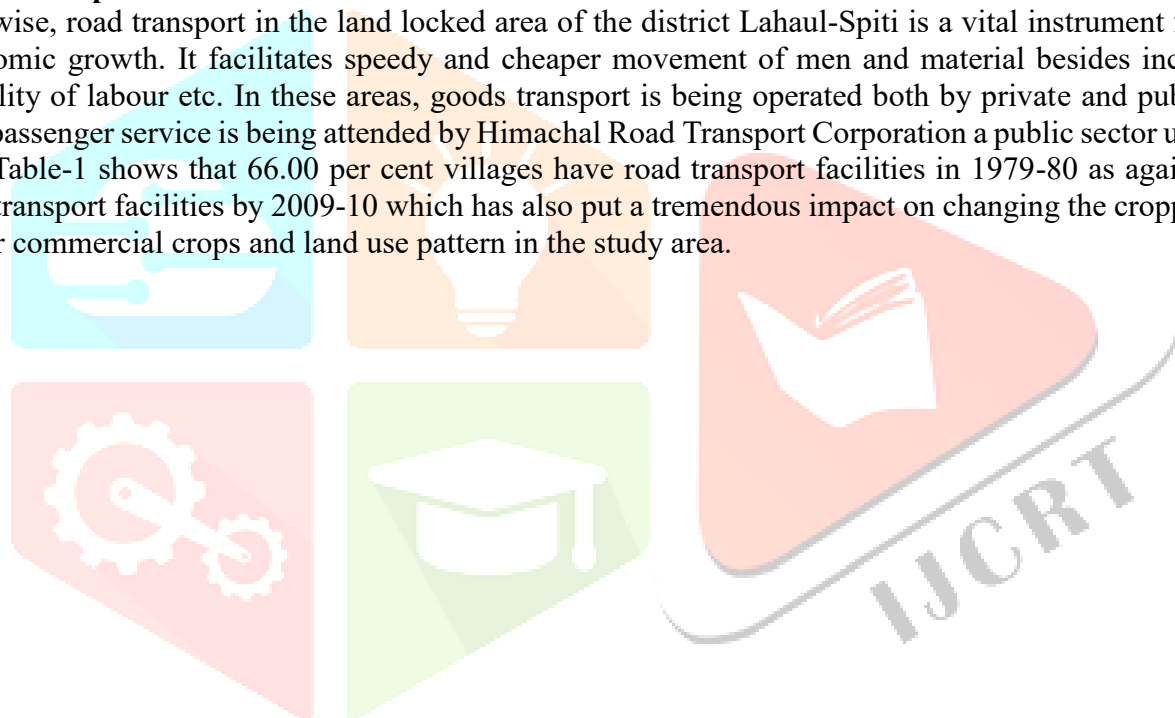 wise, road transport in the land locked area of the district Lahaul-Spiti is a vital instrument
omic growth. It facilitates speedy and cheaper movement of men and material besides inc
lity of labour etc. In these areas, goods transport is being operated both by private and pub
passenger service is being attended by Himachal Road Transport Corporation a public sector u
Table-1 shows that 66.00 per cent villages have road transport facilities in 1979-80 as agai
transport facilities by 2009-10 which has also put a tremendous impact on changing the cropp
r commercial crops and land use pattern in the study area.
IJCRT